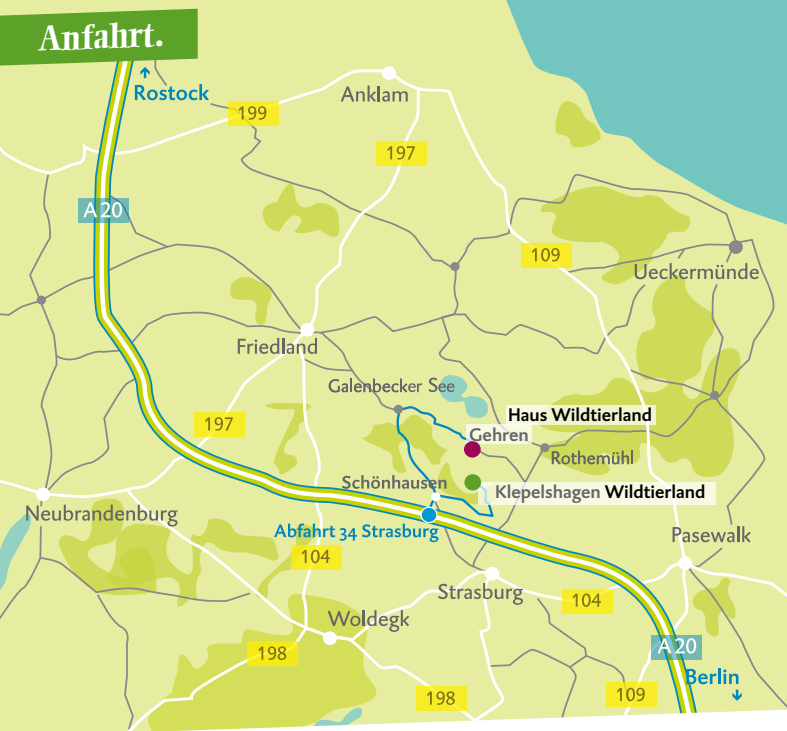 Anfahrt.
Rostock
Anklam
199
197
A 20
109
Ueckermünde
Friedland
Galenbecker See
Haus Wildtierland
Gehren
197
Rothemühl
Schönhausen
Klepelshagen Wildtierland
Neubrandenburg
Abfahrt 34 Strasburg
Pasewalk
104
Strasburg
104
Woldegk
A 20
198
Berlin
198
109